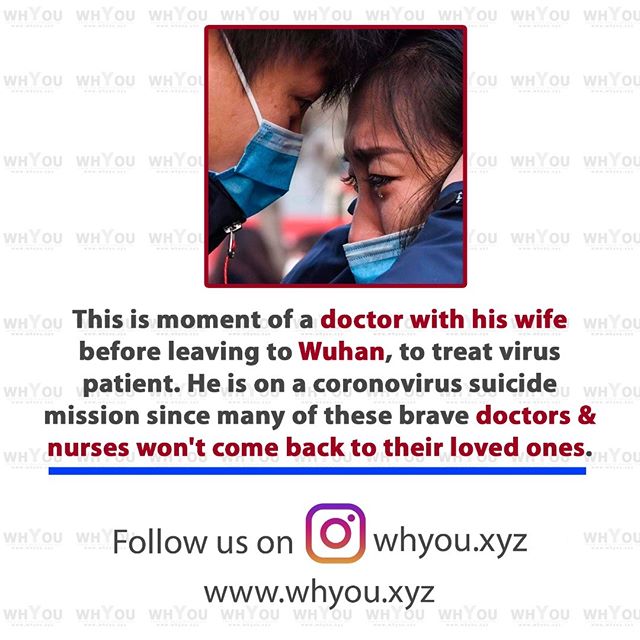 This is moment of a doctor with his wife
before leaving to Wuhan, to treat virus
patient. He is on a coronovirus suicide
mission since many of these brave doctors &
nurses won't come back to their loved ones.
Follow us on whyou.xyz
www.whyou.xyz